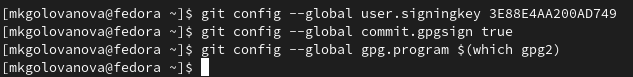 [mkgolovanova@fedora ~]$ git config --global user.signingkey 3E88E4AA200AD749
[mkgolovanova@fedora ~]$ git config --global commit.gpgsign true
[mkgolovanova@fedora ~]$ git config --global gpg.program $(which gpg2)
[mkgolovanova@fedora ~]$